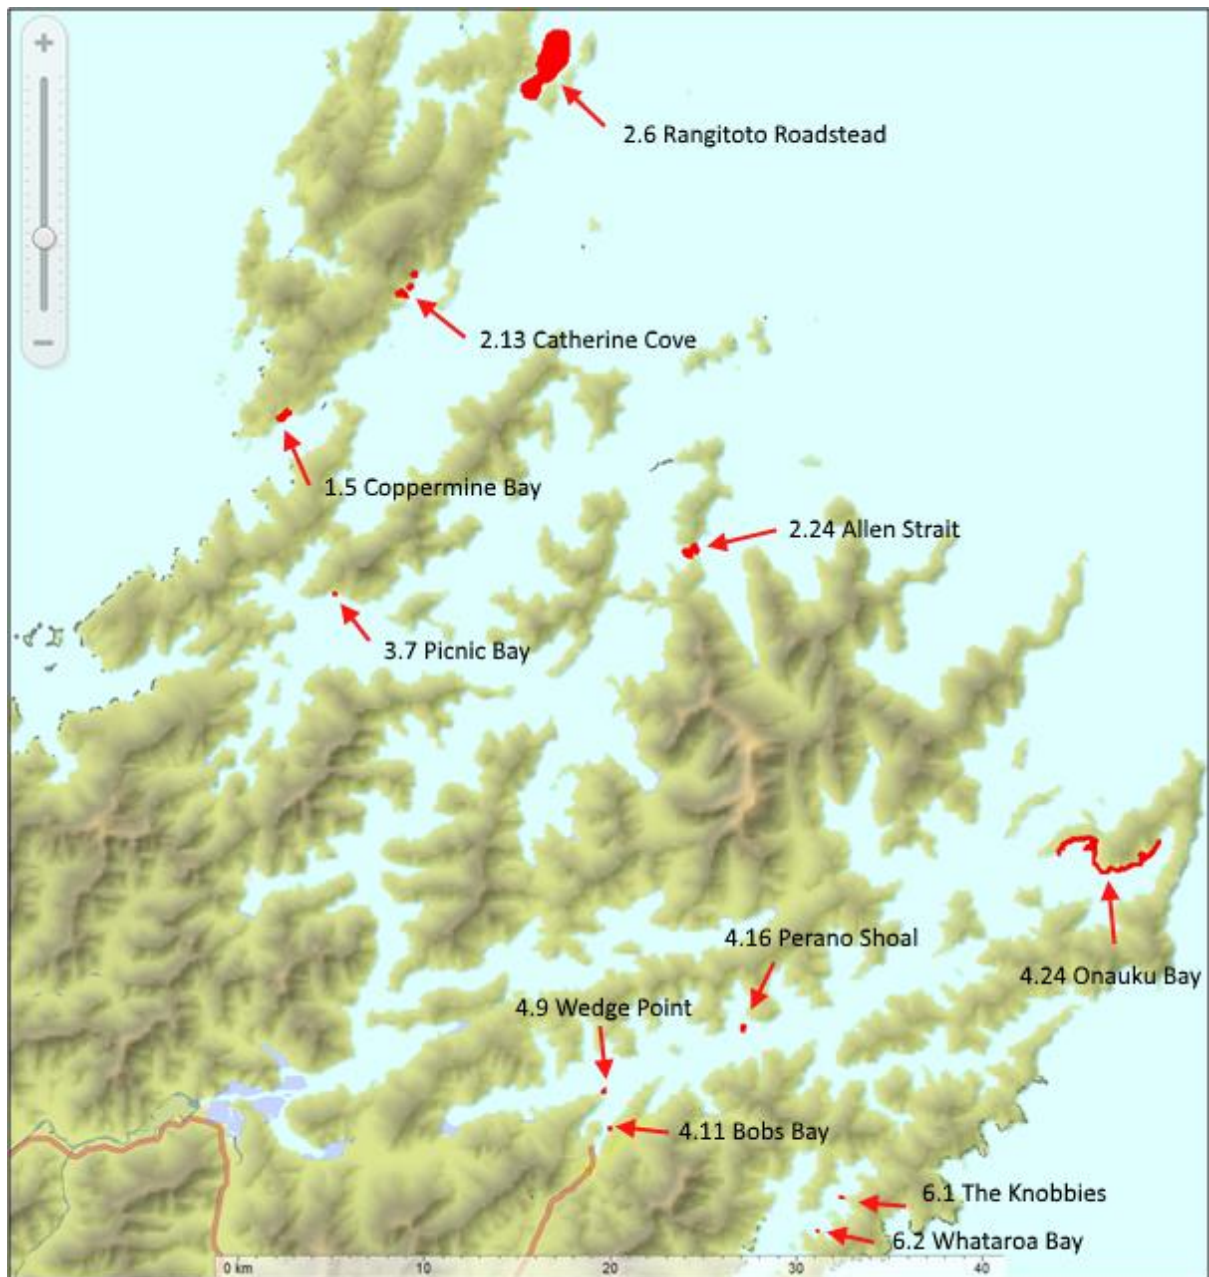 +
2.6 Rangitoto Roadstead
2.13 Catherine Cove
−
1.5 Coppermine Bay
2.24 Allen Strait
3.7 Picnic Bay
4.16 Perano Shoal
4.24 Onauku Bay
4.9 Wedge Point
4.11 Bobs Bay
6.1 The Knobbies
6.2 Whataroa Bay
0 km 10 20 30 40